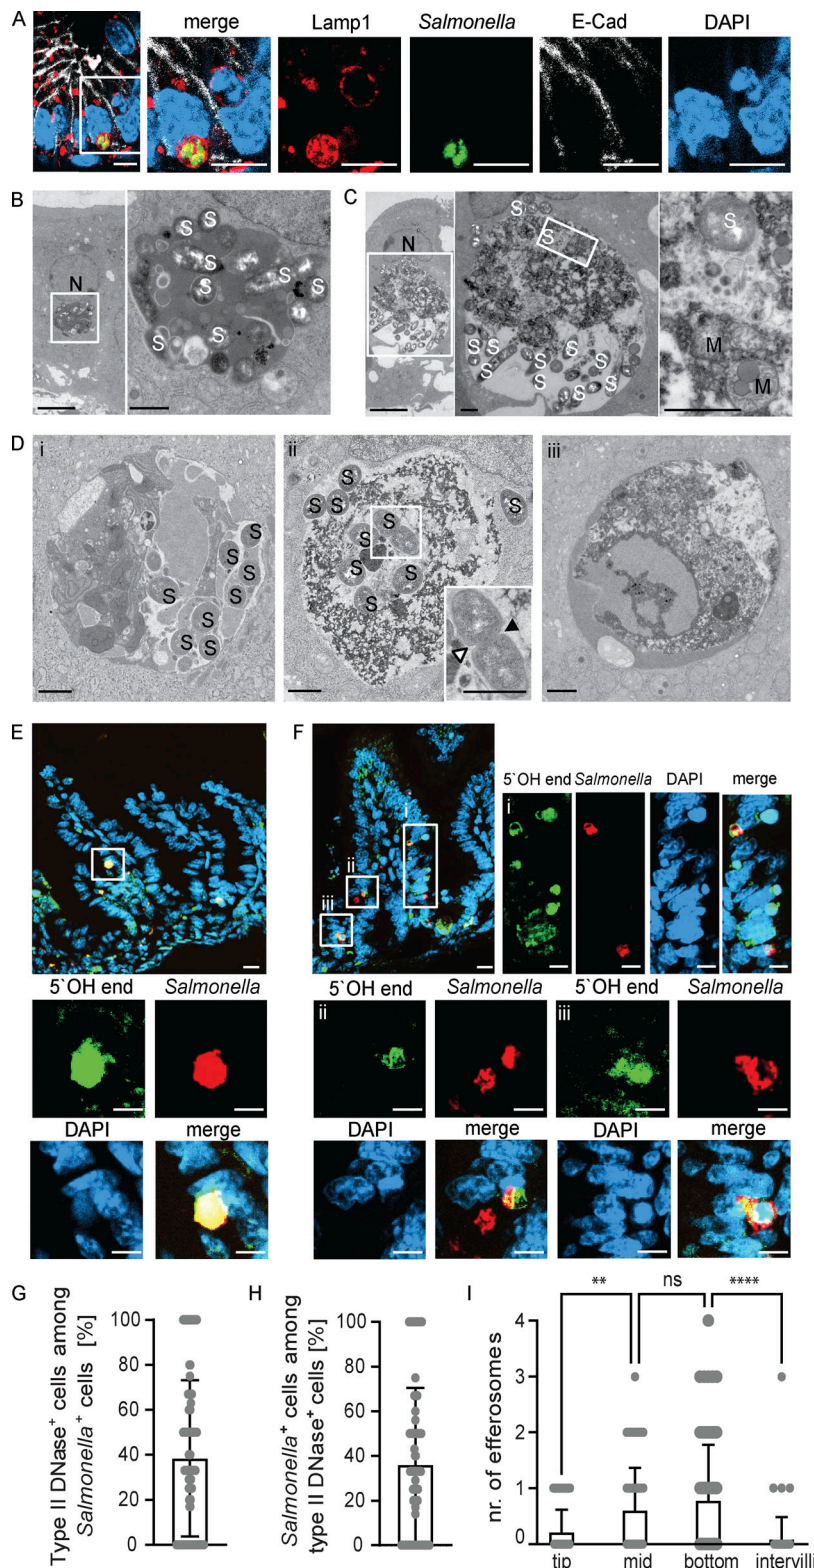 A
merge Lamp1 Salmonella E-Cad DAPI
B
N
S S S S S S S S S
C
N
S S S S S S S S S
S M M
D
i
S S S S S S S
ii
S S S S S S S S
iii
E
5`OH end Salmonella
DAPI merge
F
i
ii
iii
5`OH end Salmonella DAPI merge
i
5`OH end Salmonella 5`OH end Salmonella
ii iii
DAPI merge DAPI merge
G
Type II DNase+ cells among
Salmonella+ cells [%]
100
80
60
40
20
0
H
Salmonella+ cells among
type II DNase+ cells [%]
100
80
60
40
20
0
I
** ns ****
nr. of efferosomes
4
3
2
1
0
tip mid bottom intervilli